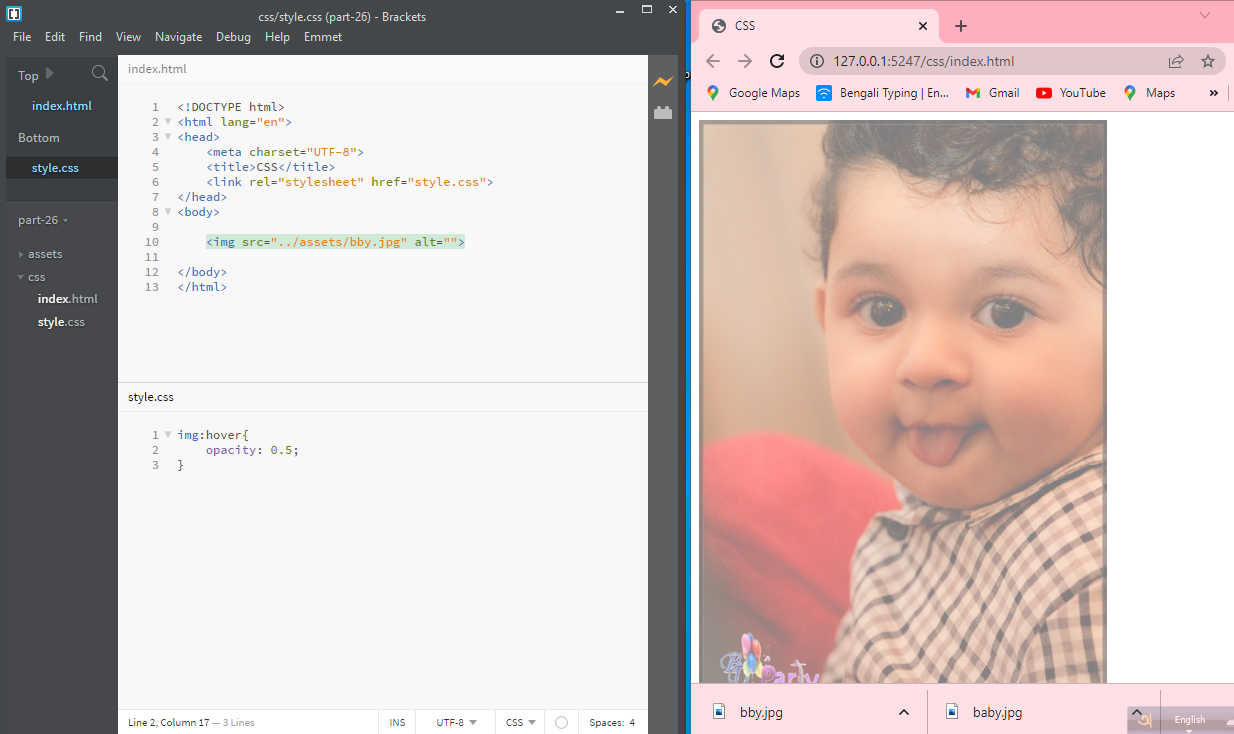 css/style.css (part-26) - Brackets
File Edit Find View Navigate Debug Help Emmet
Top
index.html
Bottom
style.css
part-26
assets
css
index.html
style.css
index.html
1 <!DOCTYPE html>
2 <html lang="en">
3 <head>
4 <meta charset="UTF-8">
5 <title>CSS</title>
6 <link rel="stylesheet" href="style.css">
7 </head>
8 <body>
9
10 <img src="../assets/bby.jpg" alt="">
11
12 </body>
13 </html>
style.css
1 img:hover{
2 opacity: 0.5;
3 }
Line 2, Column 17 — 3 Lines INS UTF-8 CSS Spaces: 4
CSS
127.0.0.1:5247/css/index.html
Google Maps Bengali Typing | En... Gmail YouTube Maps »
Party
bby.jpg baby.jpg
English